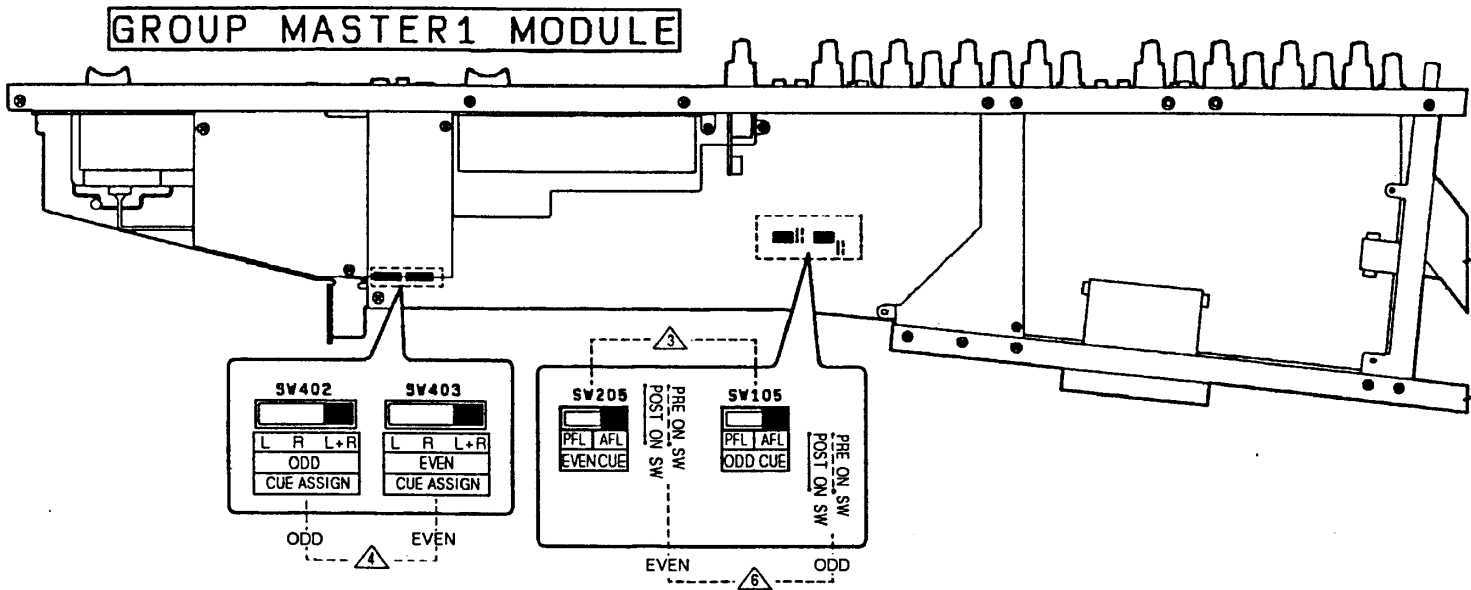 GROUP MASTER1 MODULE
SW402 SW403
L R L+R L R L+R
ODD EVEN
CUE ASSIGN CUE ASSIGN
ODD EVEN
4
3
SW205 SW105
PFL AFL PFL AFL
EVEN CUE ODD CUE
PRE ON SW
POST ON SW
PRE ON SW
POST ON SW
EVEN ODD
6